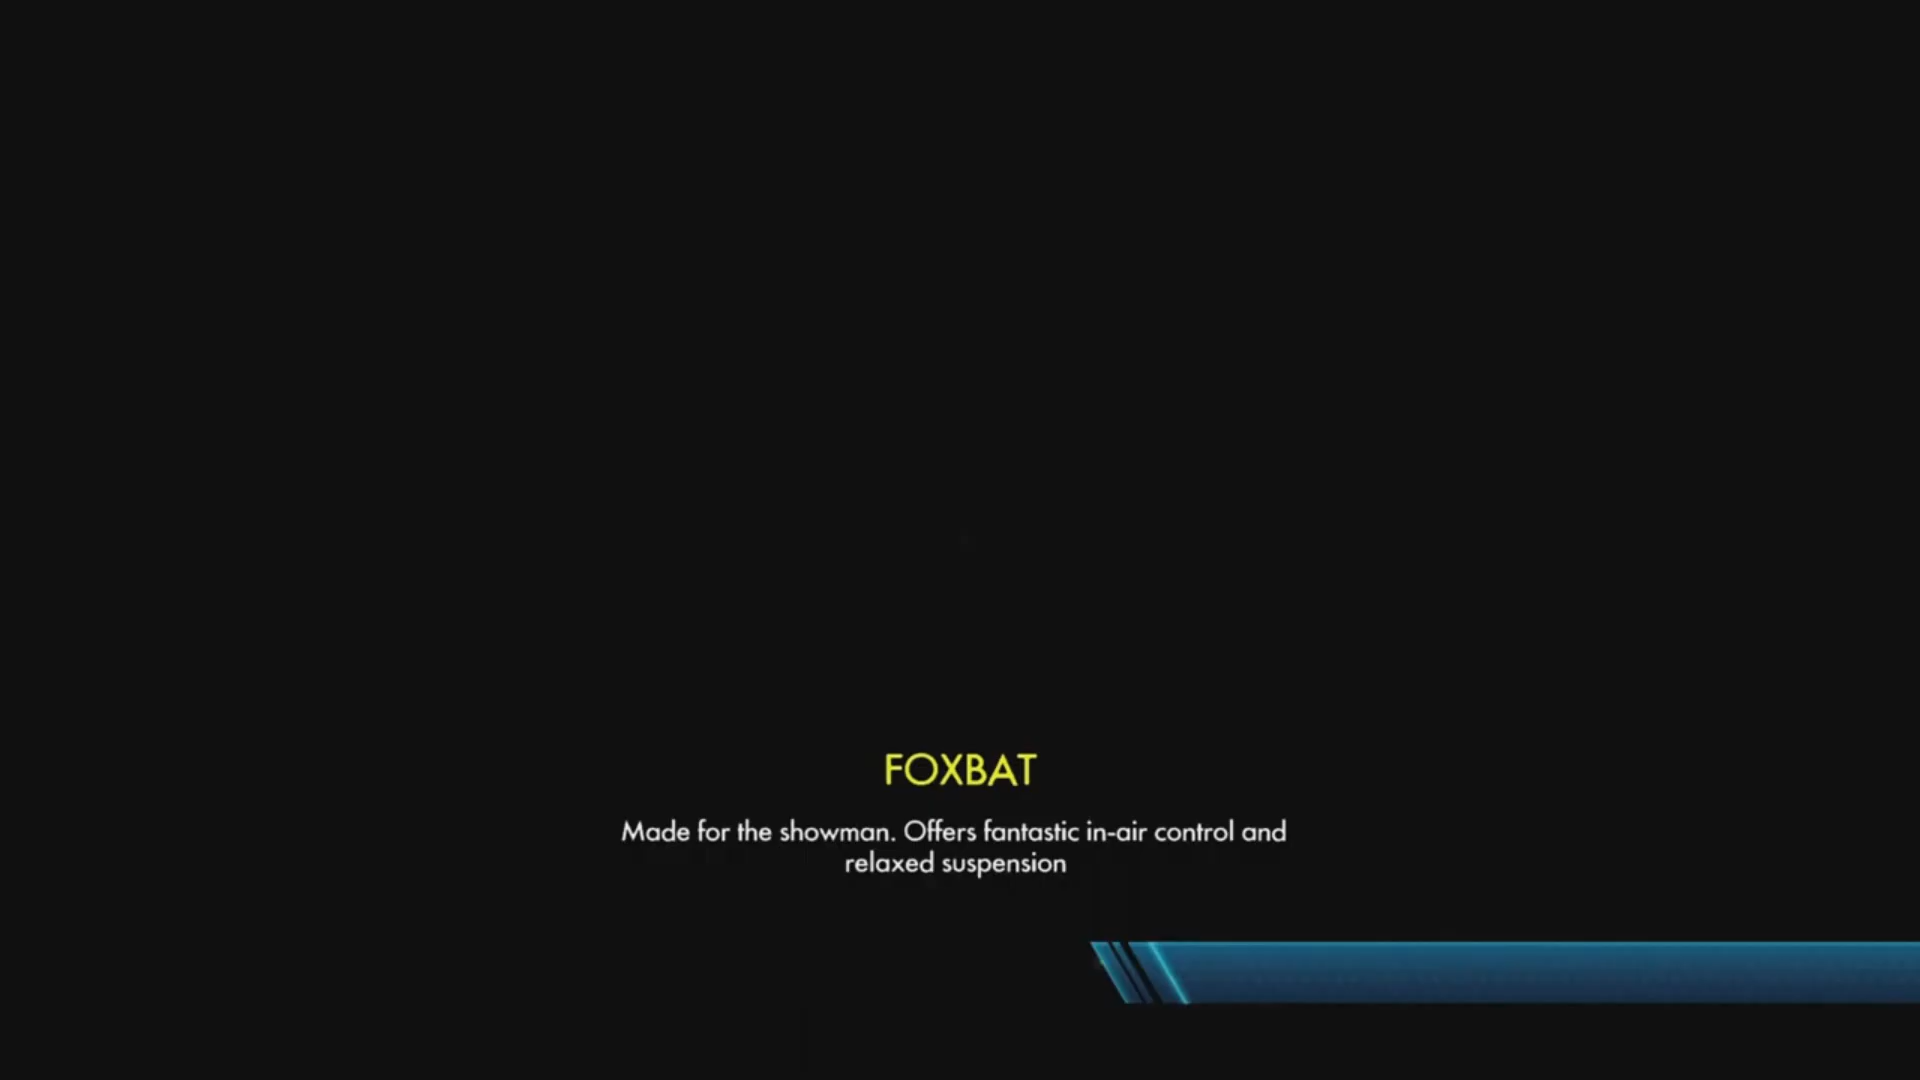 FOXBAT
Made for the showman. Offers fantastic in-air control and
relaxed suspension